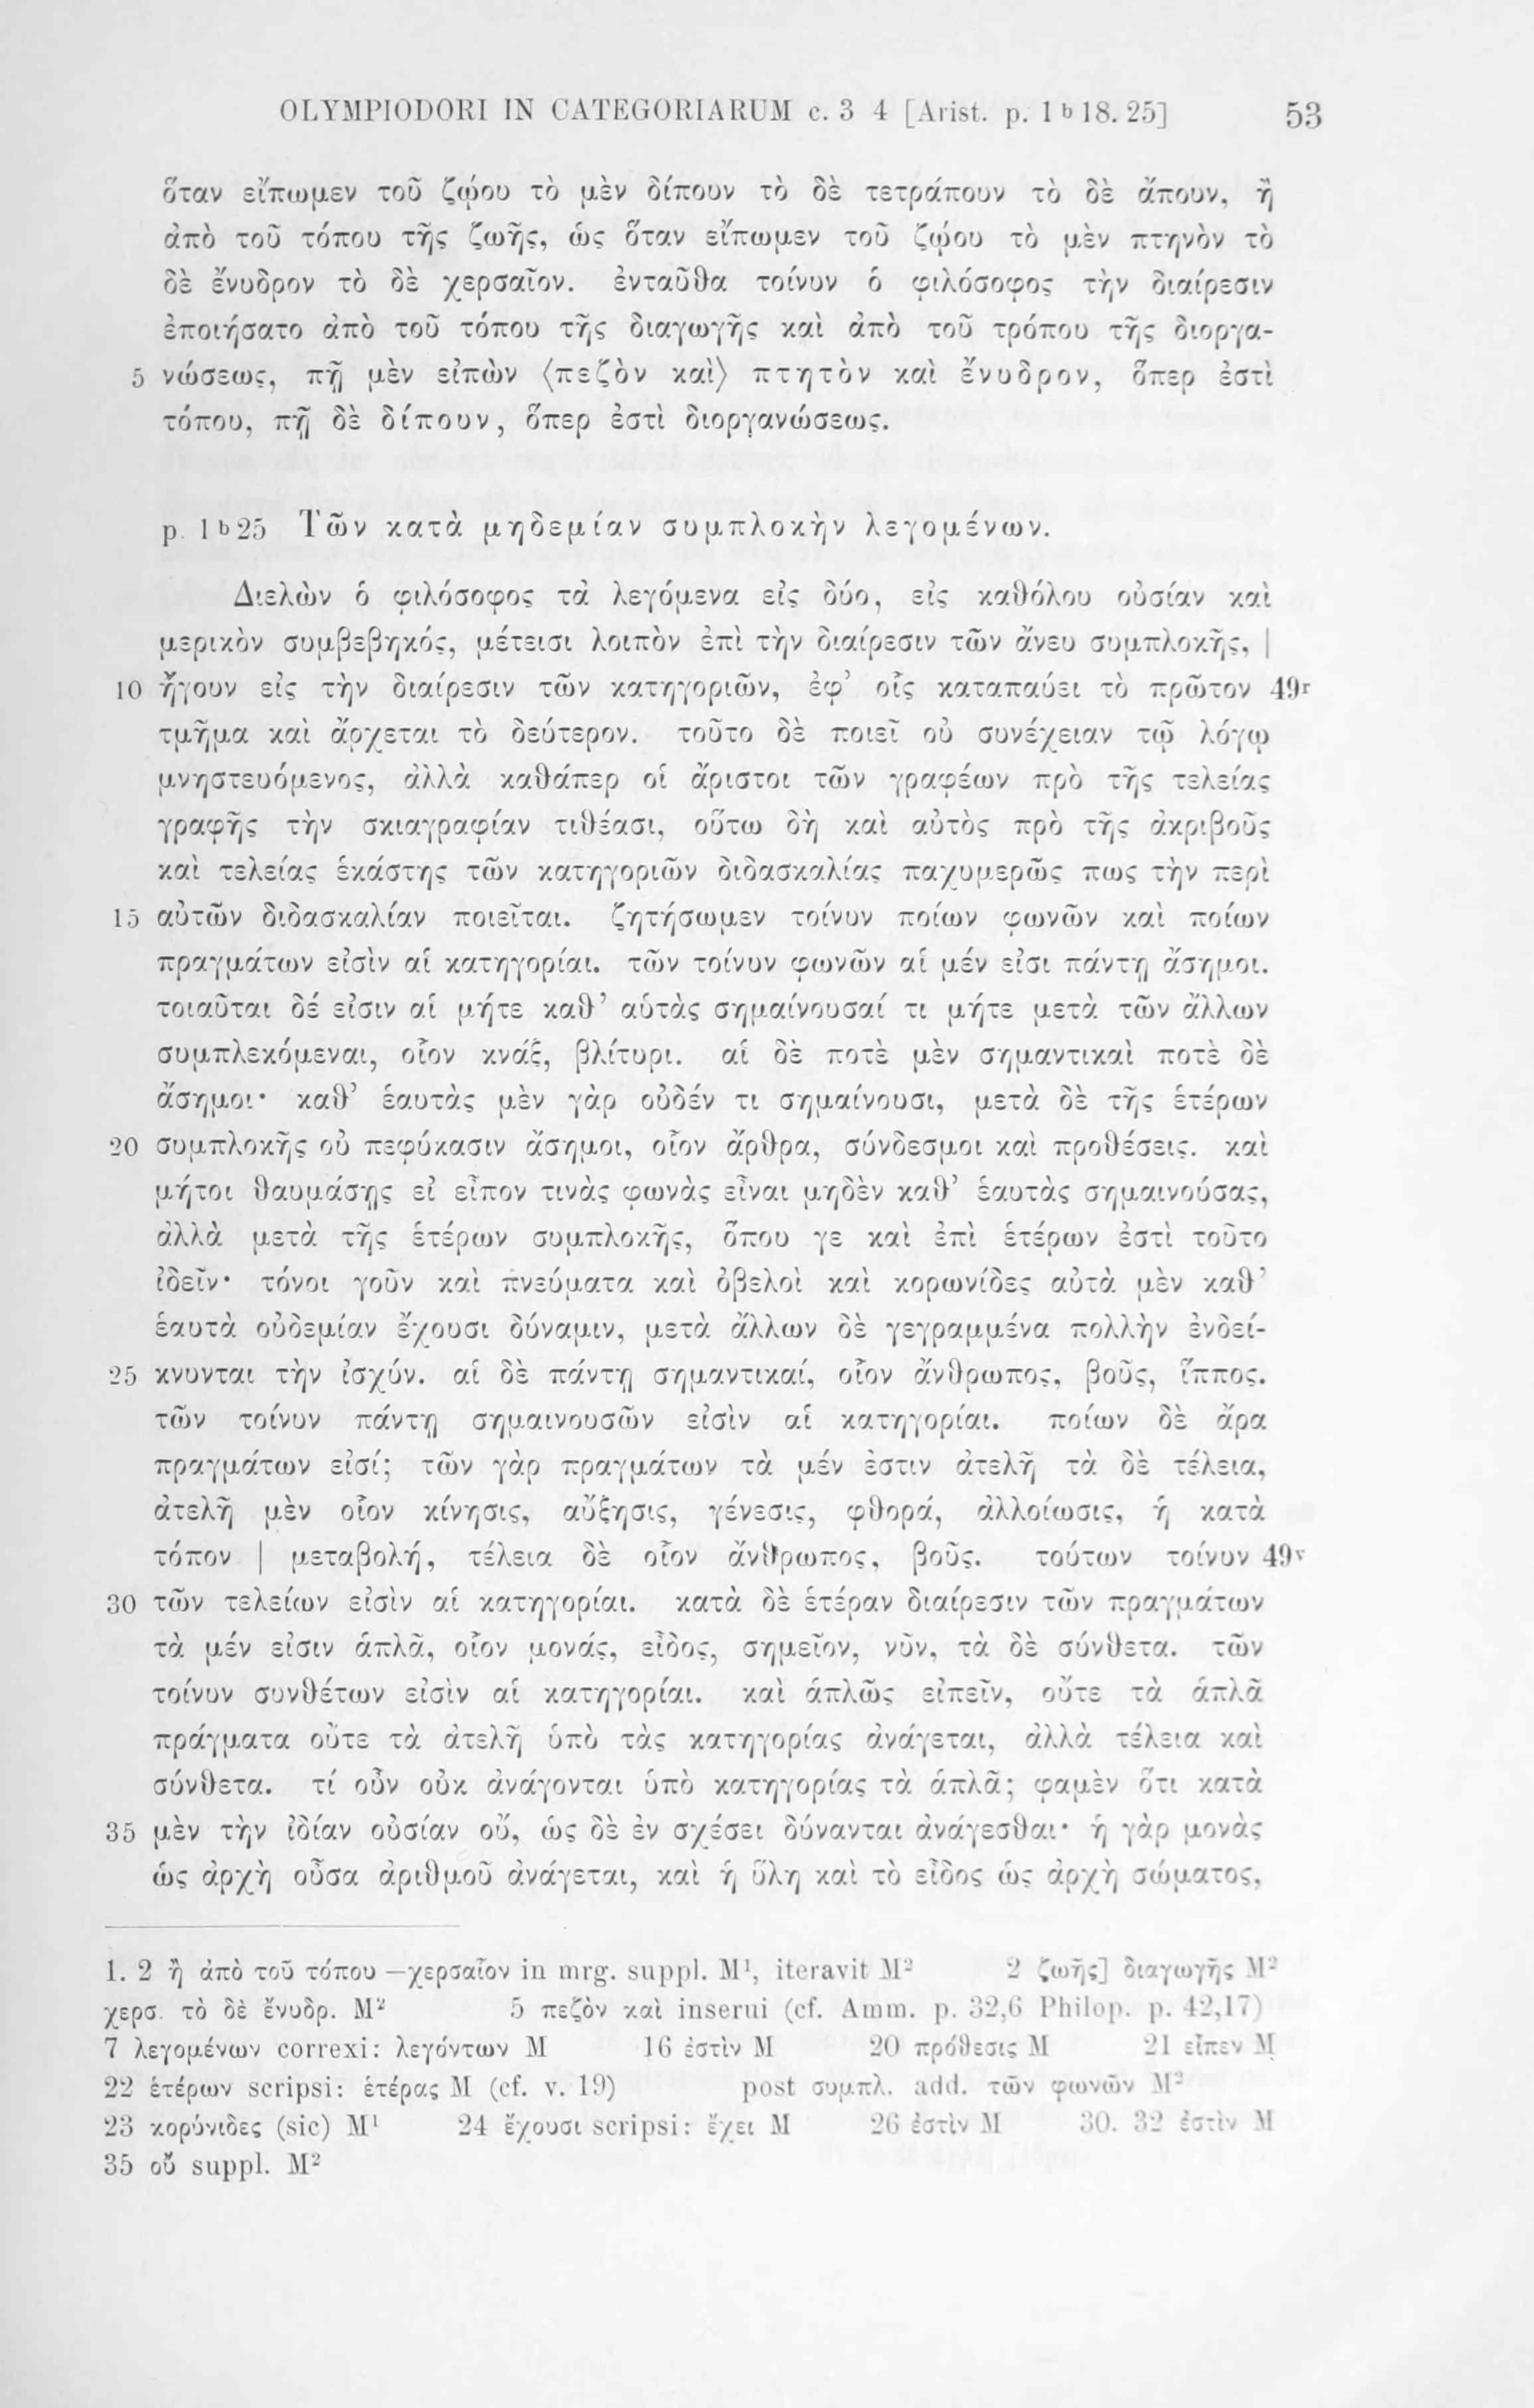 OLYMPIODORI IN CATEGORIARUM c. 3 4 [Arist. p. 1 b 18. 25] 53
ὅταν εἴπωμεν τοῦ ζῴου τὸ μὲν δίπουν τὸ δὲ τετράπουν τὸ δὲ ἄπουν, ἢ
ἀπὸ τοῦ τόπου τῆς ζωῆς, ὡς ὅταν εἴπωμεν τοῦ ζῴου τὸ μὲν πτηνὸν τὸ
δὲ ἔνυδρον τὸ δὲ χερσαῖον. ἐνταῦθα τοίνυν ὁ φιλόσοφος τὴν διαίρεσιν
ἐποιήσατο ἀπὸ τοῦ τόπου τῆς διαγωγῆς καὶ ἀπὸ τοῦ τρόπου τῆς διοργα-
5 νώσεως, πῇ μὲν εἰπὼν ⟨πεζὸν καὶ⟩ πτητὸν καὶ ἔνυδρον, ὅπερ ἐστὶ
τόπου, πῇ δὲ δίπουν, ὅπερ ἐστὶ διοργανώσεως.
p. 1 b 25 Τῶν κατὰ μηδεμίαν συμπλοκὴν λεγομένων.
Διελὼν ὁ φιλόσοφος τὰ λεγόμενα εἰς δύο, εἰς καθόλου οὐσίαν καὶ
μερικὸν συμβεβηκός, μέτεισι λοιπὸν ἐπὶ τὴν διαίρεσιν τῶν ἄνευ συμπλοκῆς, |
10 ἤγουν εἰς τὴν διαίρεσιν τῶν κατηγοριῶν, ἐφ’ οἷς καταπαύει τὸ πρῶτον 49r
τμῆμα καὶ ἄρχεται τὸ δεύτερον. τοῦτο δὲ ποιεῖ οὐ συνέχειαν τῷ λόγῳ
μνηστευόμενος, ἀλλὰ καθάπερ οἱ ἄριστοι τῶν γραφέων πρὸ τῆς τελείας
γραφῆς τὴν σκιαγραφίαν τιθέασι, οὕτω δὴ καὶ αὐτὸς πρὸ τῆς ἀκριβοῦς
καὶ τελείας ἑκάστης τῶν κατηγοριῶν διδασκαλίας παχυμερῶς πως τὴν περὶ
15 αὐτῶν διδασκαλίαν ποιεῖται. ζητήσωμεν τοίνυν ποίων φωνῶν καὶ ποίων
πραγμάτων εἰσὶν αἱ κατηγορίαι. τῶν τοίνυν φωνῶν αἱ μέν εἰσι πάντῃ ἄσημοι.
τοιαῦται δέ εἰσιν αἱ μήτε καθ’ αὑτὰς σημαίνουσαί τι μήτε μετὰ τῶν ἄλλων
συμπλεκόμεναι, οἷον κνάξ, βλίτυρι. αἱ δὲ ποτὲ μὲν σημαντικαὶ ποτὲ δὲ
ἄσημοι· καθ’ ἑαυτὰς μὲν γὰρ οὐδέν τι σημαίνουσι, μετὰ δὲ τῆς ἑτέρων
20 συμπλοκῆς οὐ πεφύκασιν ἄσημοι, οἷον ἄρθρα, σύνδεσμοι καὶ προθέσεις. καὶ
μήτοι θαυμάσῃς εἰ εἶπον τινὰς φωνὰς εἶναι μηδὲν καθ’ ἑαυτὰς σημαινούσας,
ἀλλὰ μετὰ τῆς ἑτέρων συμπλοκῆς, ὅπου γε καὶ ἐπὶ ἑτέρων ἐστὶ τοῦτο
ἰδεῖν· τόνοι γοῦν καὶ πνεύματα καὶ ὀβελοὶ καὶ κορωνίδες αὐτὰ μὲν καθ’
ἑαυτὰ οὐδεμίαν ἔχουσι δύναμιν, μετὰ ἄλλων δὲ γεγραμμένα πολλὴν ἐνδεί-
25 κνυνται τὴν ἰσχύν. αἱ δὲ πάντῃ σημαντικαί, οἷον ἄνθρωπος, βοῦς, ἵππος.
τῶν τοίνυν πάντῃ σημαινουσῶν εἰσὶν αἱ κατηγορίαι. ποίων δὲ ἄρα
πραγμάτων εἰσί; τῶν γὰρ πραγμάτων τὰ μέν ἐστιν ἀτελῆ τὰ δὲ τέλεια,
ἀτελῆ μὲν οἷον κίνησις, αὔξησις, γένεσις, φθορά, ἀλλοίωσις, ἡ κατὰ
τόπον | μεταβολή, τέλεια δὲ οἷον ἄνθρωπος, βοῦς. τούτων τοίνυν 49v
30 τῶν τελείων εἰσὶν αἱ κατηγορίαι. κατὰ δὲ ἑτέραν διαίρεσιν τῶν πραγμάτων
τὰ μέν εἰσιν ἁπλᾶ, οἷον μονάς, εἶδος, σημεῖον, νῦν, τὰ δὲ σύνθετα. τῶν
τοίνυν συνθέτων εἰσὶν αἱ κατηγορίαι. καὶ ἁπλῶς εἰπεῖν, οὔτε τὰ ἁπλᾶ
πράγματα οὔτε τὰ ἀτελῆ ὑπὸ τὰς κατηγορίας ἀνάγεται, ἀλλὰ τέλεια καὶ
σύνθετα. τί οὖν οὐκ ἀνάγονται ὑπὸ κατηγορίας τὰ ἁπλᾶ; φαμὲν ὅτι κατὰ
35 μὲν τὴν ἰδίαν οὐσίαν οὔ, ὡς δὲ ἐν σχέσει δύνανται ἀνάγεσθαι· ἡ γὰρ μονὰς
ὡς ἀρχὴ οὖσα ἀριθμοῦ ἀνάγεται, καὶ ἡ ὕλη καὶ τὸ εἶδος ὡς ἀρχὴ σώματος,
1. 2 ἢ ἀπὸ τοῦ τόπου —χερσαῖον in mrg. suppl. M¹, iteravit M² 2 ζωῆς] διαγωγῆς M²
χερσ. τὸ δὲ ἔνυδρ. M² 5 πεζὸν καὶ inserui (cf. Amm. p. 32,6 Philop. p. 42,17)
7 λεγομένων correxi: λεγόντων M 16 ἐστὶν M 20 πρόθεσις M 21 εἶπεν M
22 ἑτέρων scripsi: ἑτέρας M (cf. v. 19) post συμπλ. add. τῶν φωνῶν M²
23 κορύνιδες (sic) M¹ 24 ἔχουσι scripsi: ἔχει M 26 ἐστὶν M 30. 32 ἐστὶν M
35 οὔ suppl. M²